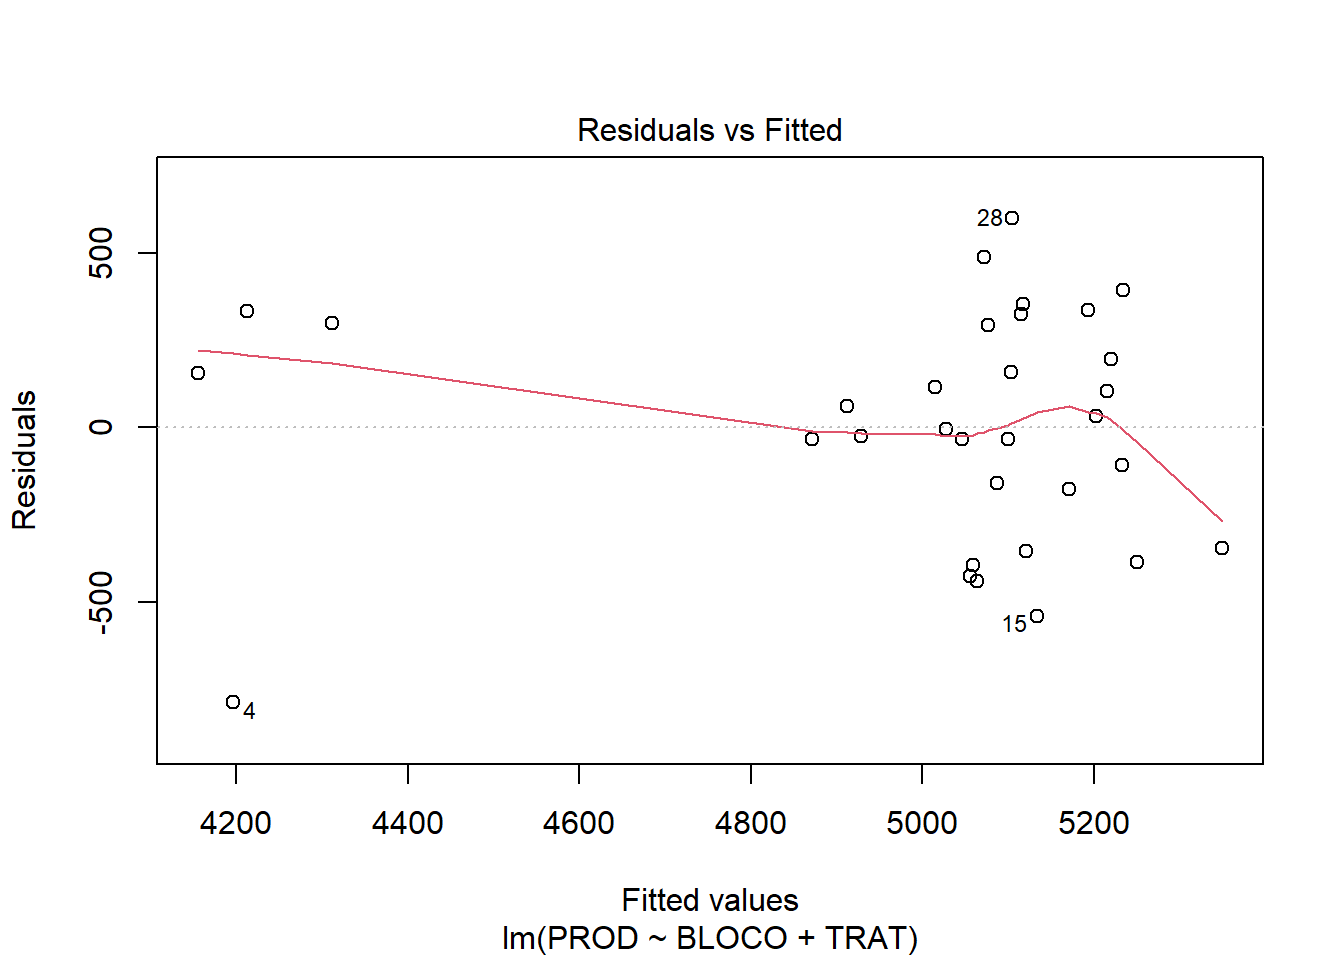 Residuals vs Fitted
Residuals
500
0
-500
28
15
4
4200 4400 4600 4800 5000 5200
Fitted values
lm(PROD ~ BLOCO + TRAT)